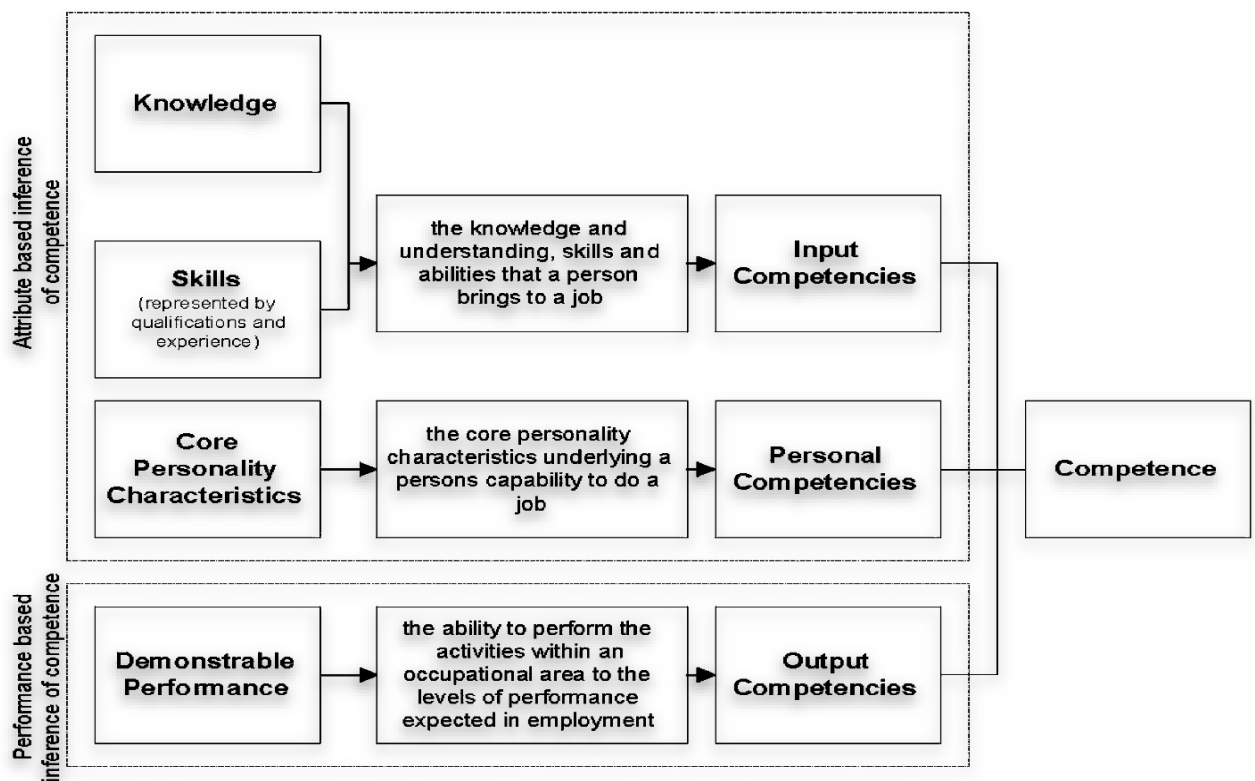 Attribute based inference
of competence
Knowledge
Skills
(represented by
qualifications and
experience)
the knowledge and
understanding, skills and
abilities that a person
brings to a job
Input
Competencies
Core
Personality
Characteristics
the core personality
characteristics underlying a
persons capability to do a
job
Personal
Competencies
Competence
Performance based
inference of competence
Demonstrable
Performance
the ability to perform the
activities within an
occupational area to the
levels of performance
expected in employment
Output
Competencies